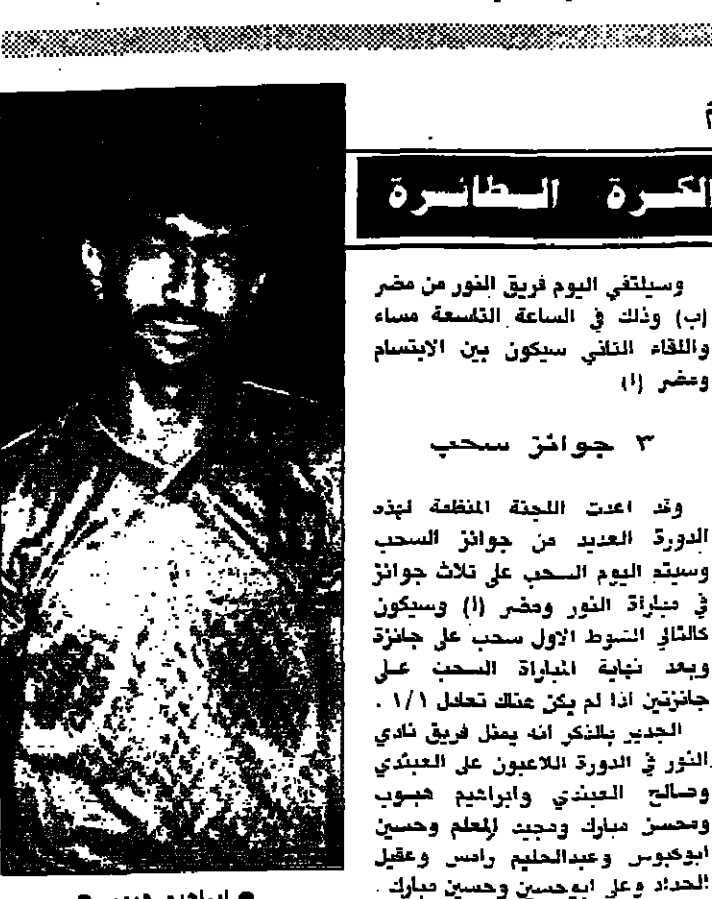 الكرة الطائرة
وسيلتقي اليوم فريق النور من مضر
(ب) وذلك في الساعة التاسعة مساء
واللقاء الثاني سيكون بين الابتسام
ومضر (ا)
٣ جوائز سحب
وقد اعدت اللجنة المنظمة لهذه
الدورة العديد من جوائز السحب
وسيتم اليوم السحب على ثلاث جوائز
في مباراة النور ومضر (ا) وسيكون
كالتالي الشوط الاول سحب على جائزة
وبعد نهاية المباراة السحب على
جائزتين اذا لم يكن هناك تعادل ١/١ .
الجدير بالذكر انه يمثل فريق نادي
النور في الدورة اللاعبون على العبندي
وصالح العبندي وابراهيم هبوب
ومحسن مبارك ومجيد المعلم وحسين
ابوكبوس وعبدالحليم رامس وعقيل
الحداد وعلى ابوحسين وحسين مبارك .